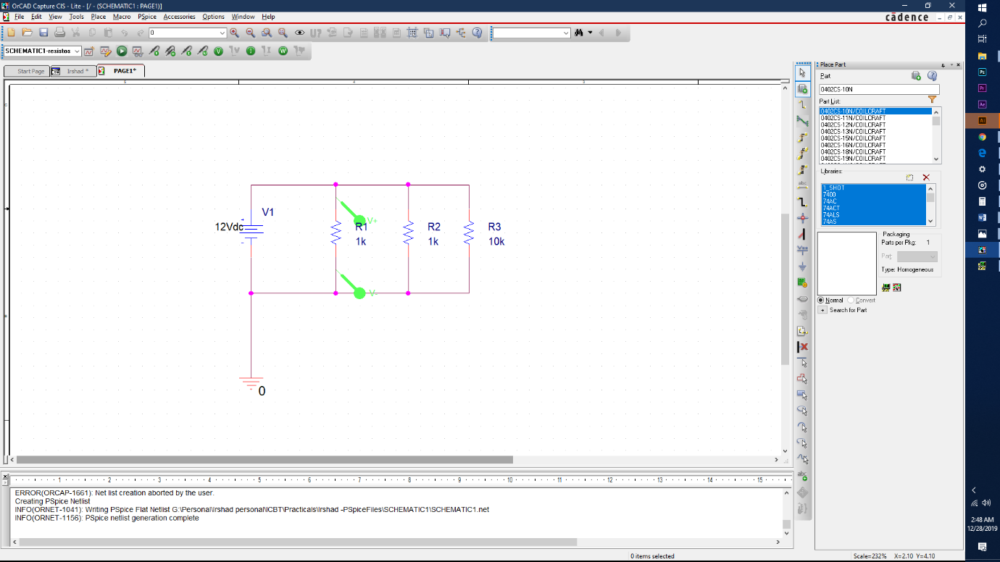 OrCAD Capture CIS - Lite - [/ - (SCHEMATIC1 : PAGE1)]
File Edit View Tools Place Macro PSpice Accessories Options Window Help
cādence
0
U?
SCHEMATIC1-resistos
V I W
Start Page Irshad * PAGE1*
5 4 3
V1
12Vdc
+
-
V+
R1
1k
R2
1k
R3
10k
V-
0
Place Part
Part
0402CS-10N
Part List:
0402CS-10N/COILCRAFT
0402CS-11N/COILCRAFT
0402CS-12N/COILCRAFT
0402CS-13N/COILCRAFT
0402CS-15N/COILCRAFT
0402CS-16N/COILCRAFT
0402CS-18N/COILCRAFT
0402CS-19N/COILCRAFT
Libraries:
1_SHOT
7400
74AC
74ACT
74ALS
74AS
Packaging
Parts per Pkg: 1
Part:
Type: Homogeneous
Normal Convert
+ Search for Part
abc
Vss
abc
Ps
Pr
Ae
Ai
1 2 3 4 5 6 7 8 9 10 11 12 13 14 15
ERROR(ORCAP-1661): Net list creation aborted by the user.
Creating PSpice Netlist
INFO(ORNET-1041): Writing PSpice Flat Netlist G:\Personal\Irshad personal\ICBT\Practicals\Irshad -PSpiceFiles\SCHEMATIC1\SCHEMATIC1.net
INFO(ORNET-1156): PSpice netlist generation complete
0 items selected
Scale=232% X=2.10 Y=4.10
2:48 AM
12/28/2019